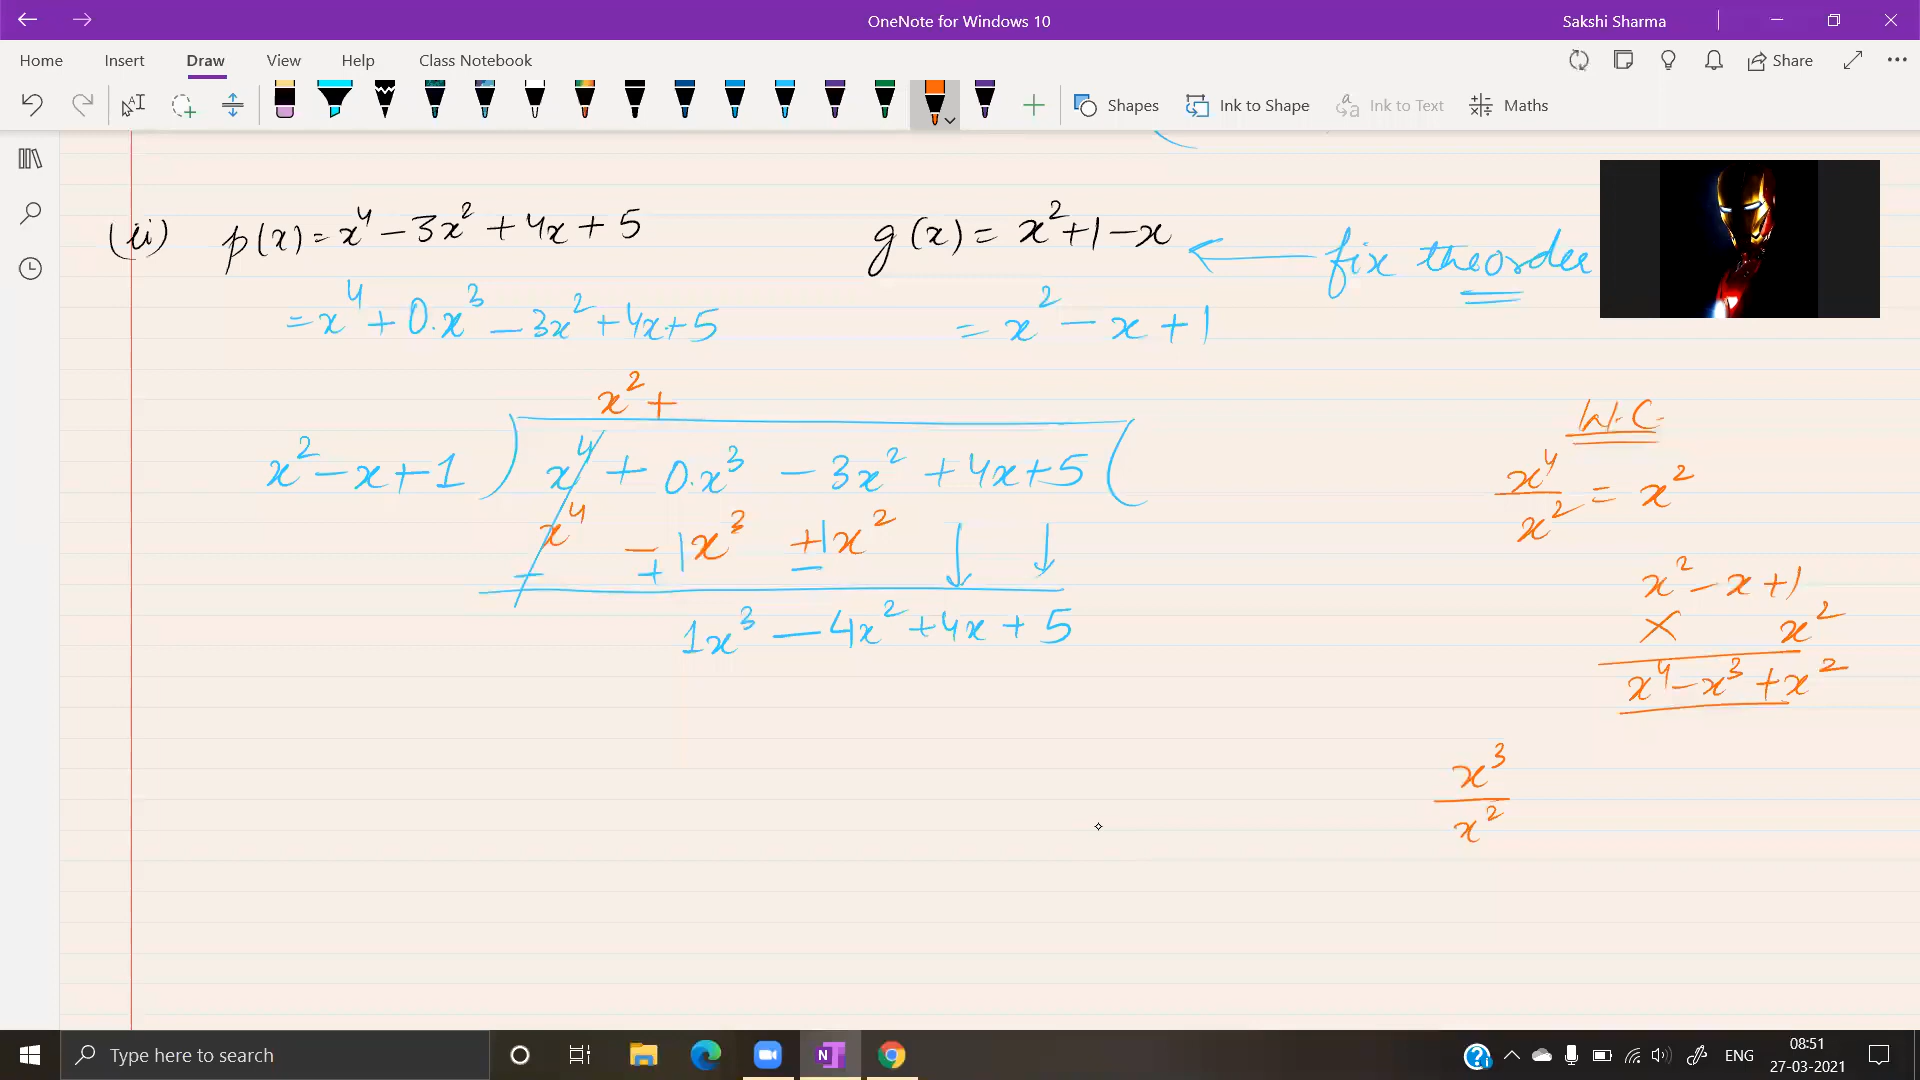 OneNote for Windows 10
Sakshi Sharma
Home Insert Draw View Help Class Notebook
Share
Shapes Ink to Shape Ink to Text Maths
(ii) p(x) = x⁴ - 3x² + 4x + 5 g(x) = x² + 1 - x ← fix the order
= x⁴ + 0.x³ - 3x² + 4x + 5 = x² - x + 1
x² +
x² - x + 1 ) x⁴ + 0.x³ - 3x² + 4x + 5 (
x⁴ - 1x³ + 1x² ↓ ↓
- + -
1x³ - 4x² + 4x + 5
W.C.
x⁴/x² = x²
x² - x + 1
× x²
x⁴ - x³ + x²
x³/x²
Type here to search
ENG
08:51
27-03-2021